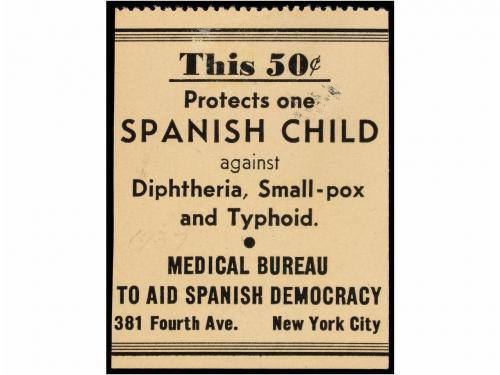 This 50¢
Protects one
SPANISH CHILD
against
Diphtheria, Small-pox
and Typhoid.
1937
MEDICAL BUREAU
TO AID SPANISH DEMOCRACY
381 Fourth Ave. New York City